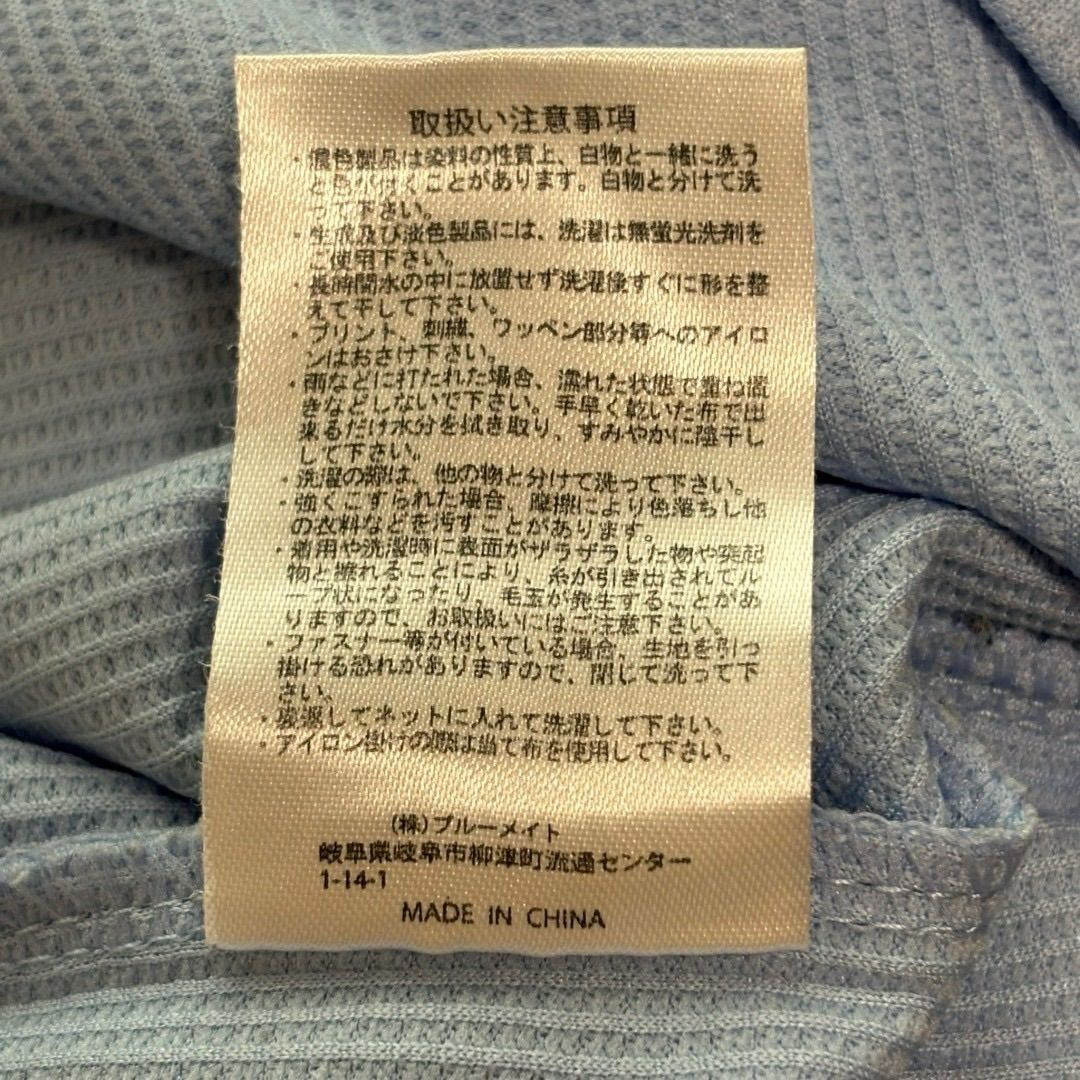 取扱い注意事項
・濃色製品は染料の性質上、白物と一緒に洗う
と色が付くことがあります。白物と分けて洗
って下さい。
・生成及び淡色製品には、洗濯は無蛍光洗剤を
ご使用下さい。
・長時間水の中に放置せず洗濯後すぐに形を整
えて干して下さい。
・プリント、刺繍、ワッペン部分等へのアイロ
ンはおさけ下さい。
・雨などに打たれた場合、濡れた状態で重ね置
きなどしないで下さい。手早く乾いた布で出
来るだけ水分を拭き取り、すみやかに陰干し
して下さい。
・洗濯の際は、他の物と分けて洗って下さい。
・強くこすられた場合、摩擦により色落ちし他
の衣料などを汚すことがあります。
・着用や洗濯時に表面がザラザラした物や突起
物と擦れることにより、糸が引き出されてル
ープ状になったり、毛玉が発生することがあ
りますので、お取扱いにはご注意下さい。
・ファスナー等が付いている場合、生地を引っ
掛ける恐れがありますので、閉じて洗って下
さい。
・裏返してネットに入れて洗濯して下さい。
・アイロン掛けの際は当て布を使用して下さい。
(株)ブルーメイト
岐阜県岐阜市柳津町流通センター
1-14-1
MADE IN CHINA